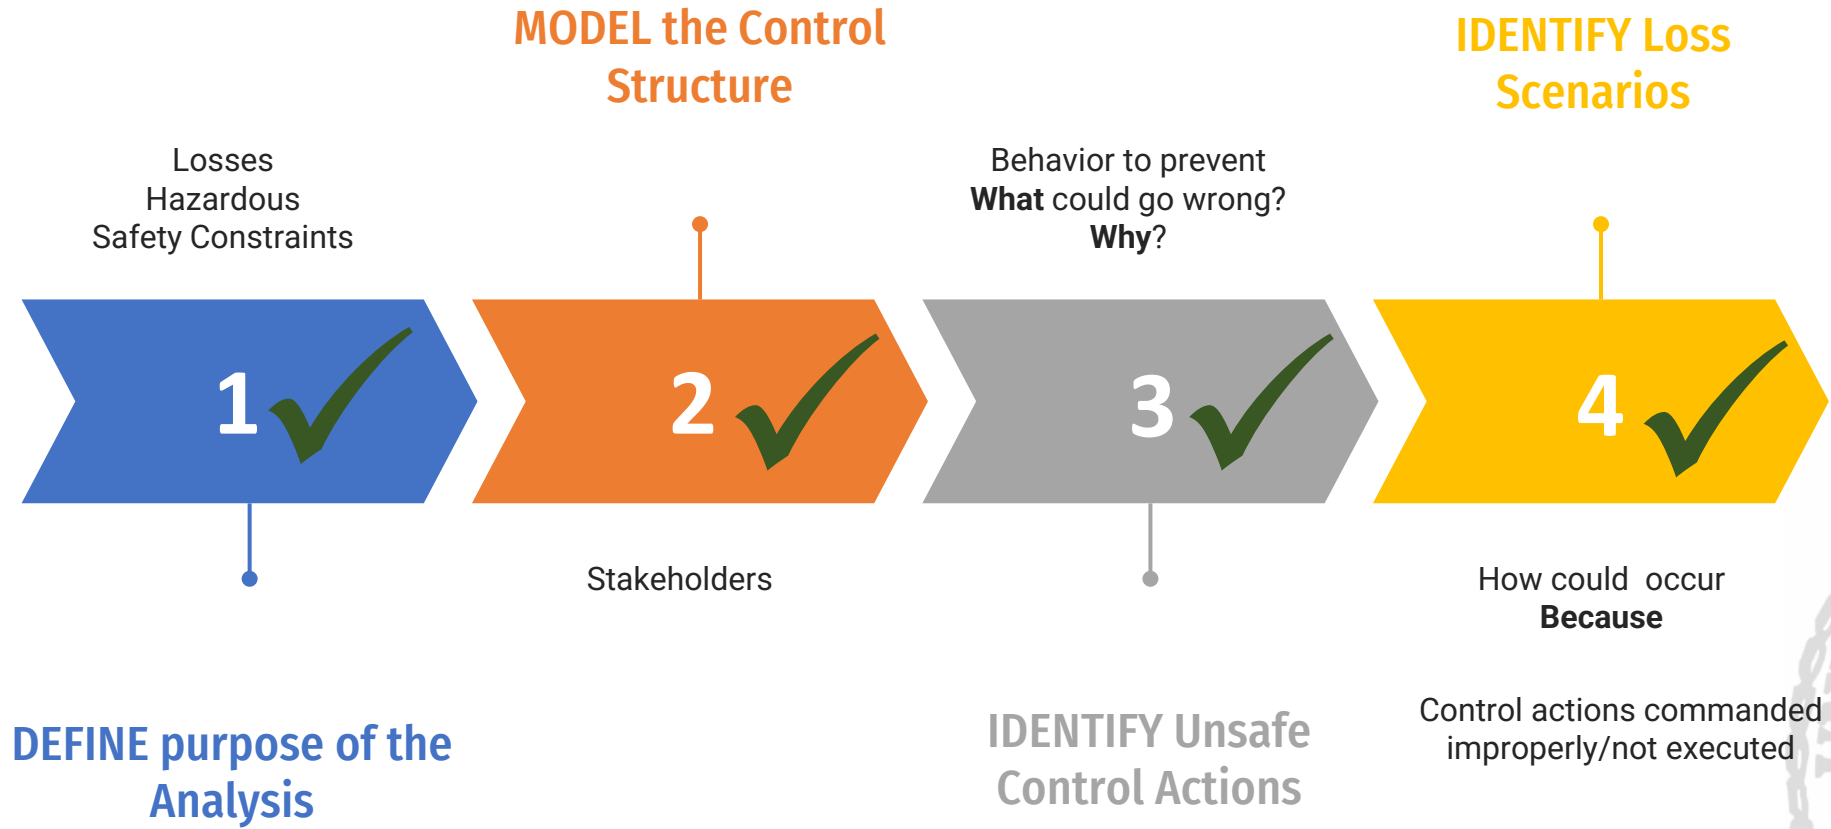 MODEL the Control
Structure
IDENTIFY Loss
Scenarios
Losses
Hazardous
Safety Constraints
Behavior to prevent
What could go wrong?
Why?
1
2
3
4
Stakeholders
How could occur
Because
Control actions commanded
improperly/not executed
DEFINE purpose of the
Analysis
IDENTIFY Unsafe
Control Actions